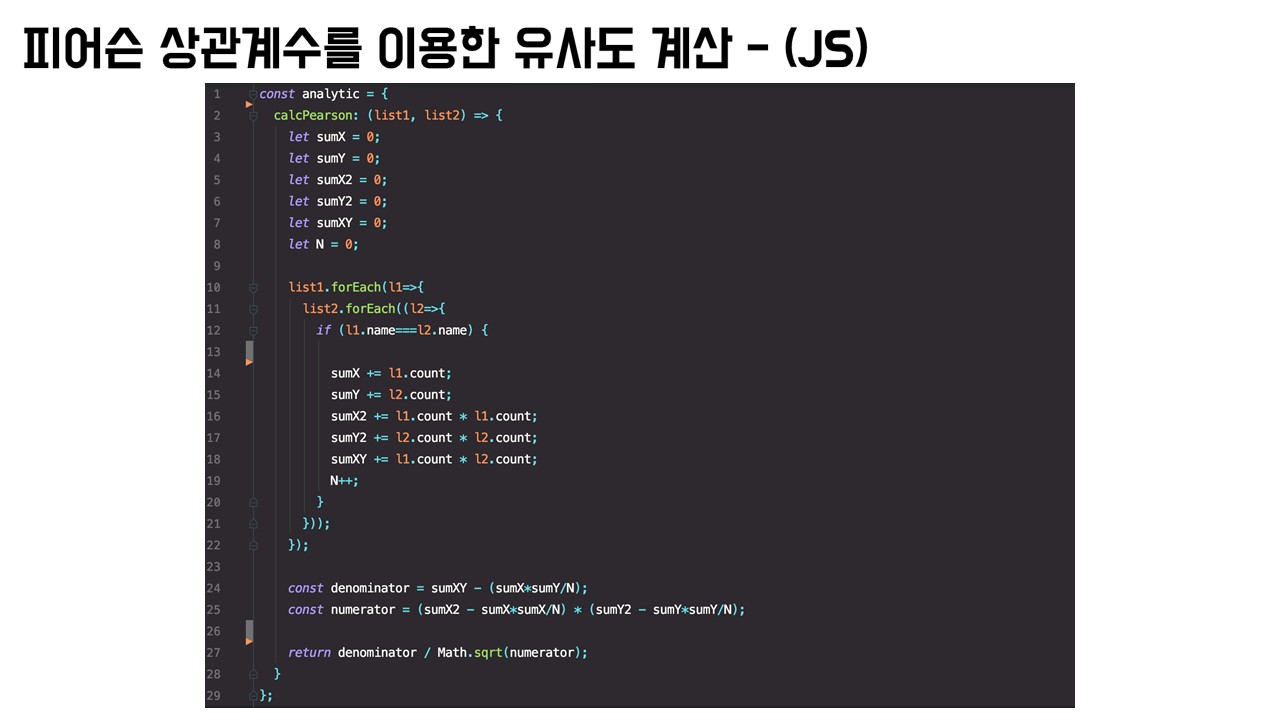 피어슨 상관계수를 이용한 유사도 계산 - (JS)
1 const analytic = {
2 calcPearson: (list1, list2) => {
3 let sumX = 0;
4 let sumY = 0;
5 let sumX2 = 0;
6 let sumY2 = 0;
7 let sumXY = 0;
8 let N = 0;
9
10 list1.forEach(l1=>{
11 list2.forEach((l2=>{
12 if (l1.name===l2.name) {
13
14 sumX += l1.count;
15 sumY += l2.count;
16 sumX2 += l1.count * l1.count;
17 sumY2 += l2.count * l2.count;
18 sumXY += l1.count * l2.count;
19 N++;
20 }
21 }));
22 });
23
24 const denominator = sumXY - (sumX*sumY/N);
25 const numerator = (sumX2 - sumX*sumX/N) * (sumY2 - sumY*sumY/N);
26
27 return denominator / Math.sqrt(numerator);
28 }
29 };